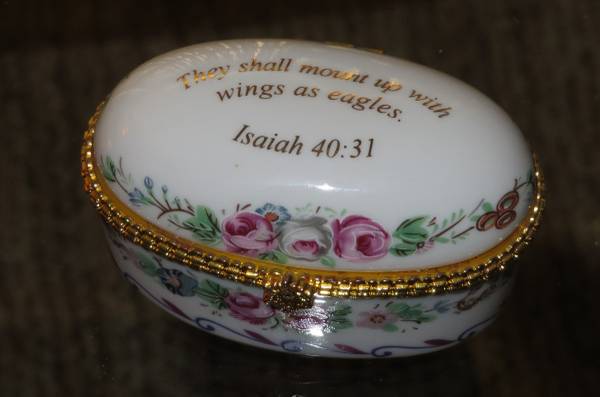 They shall mount up with
wings as eagles.
Isaiah 40:31